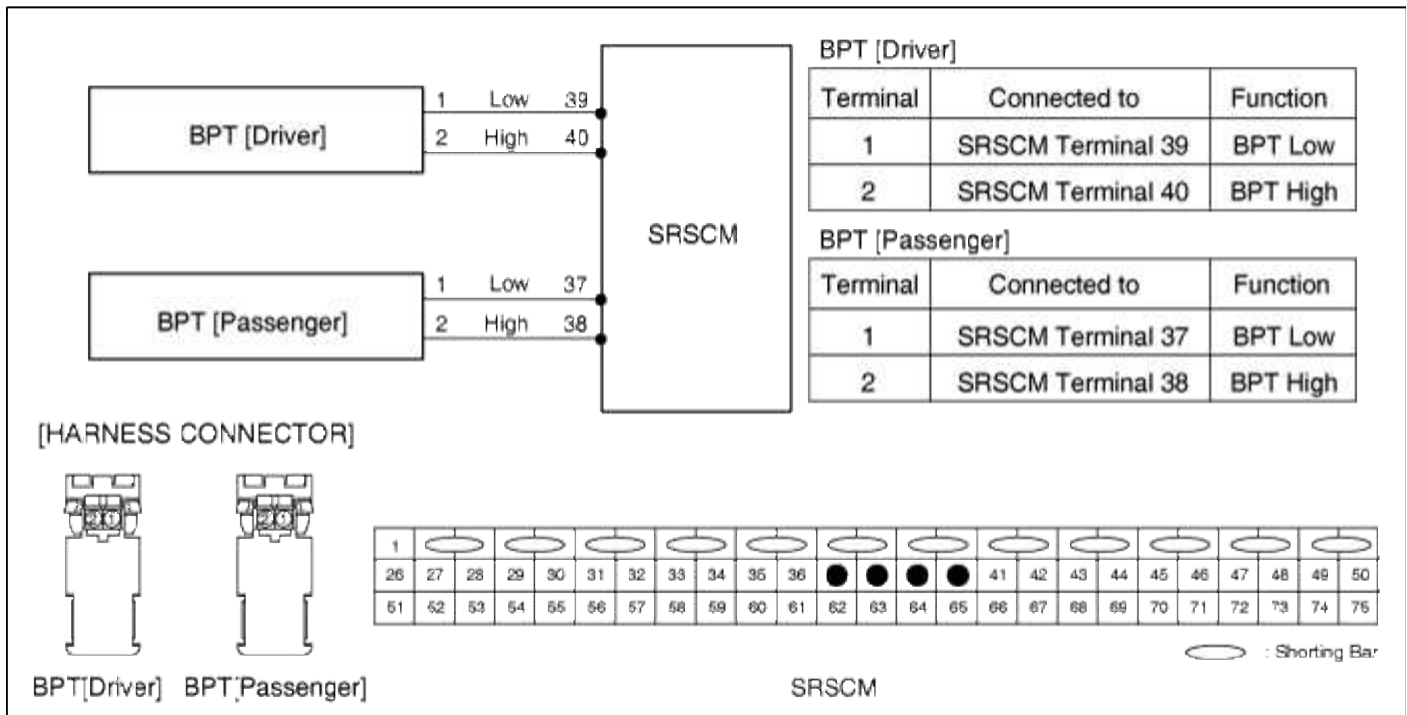 BPT [Driver]
1 Low 39
2 High 40
BPT [Passenger]
1 Low 37
2 High 38
SRSCM
BPT [Driver]
Terminal Connected to Function
1 SRSCM Terminal 39 BPT Low
2 SRSCM Terminal 40 BPT High
BPT [Passenger]
Terminal Connected to Function
1 SRSCM Terminal 37 BPT Low
2 SRSCM Terminal 38 BPT High
[HARNESS CONNECTOR]
2 1
2 1
BPT[Driver] BPT[Passenger]
1
26 27 28 29 30 31 32 33 34 35 36 41 42 43 44 45 46 47 48 49 50
51 52 53 54 55 56 57 58 59 60 61 62 63 64 65 66 67 68 69 70 71 72 73 74 75
: Shorting Bar
SRSCM